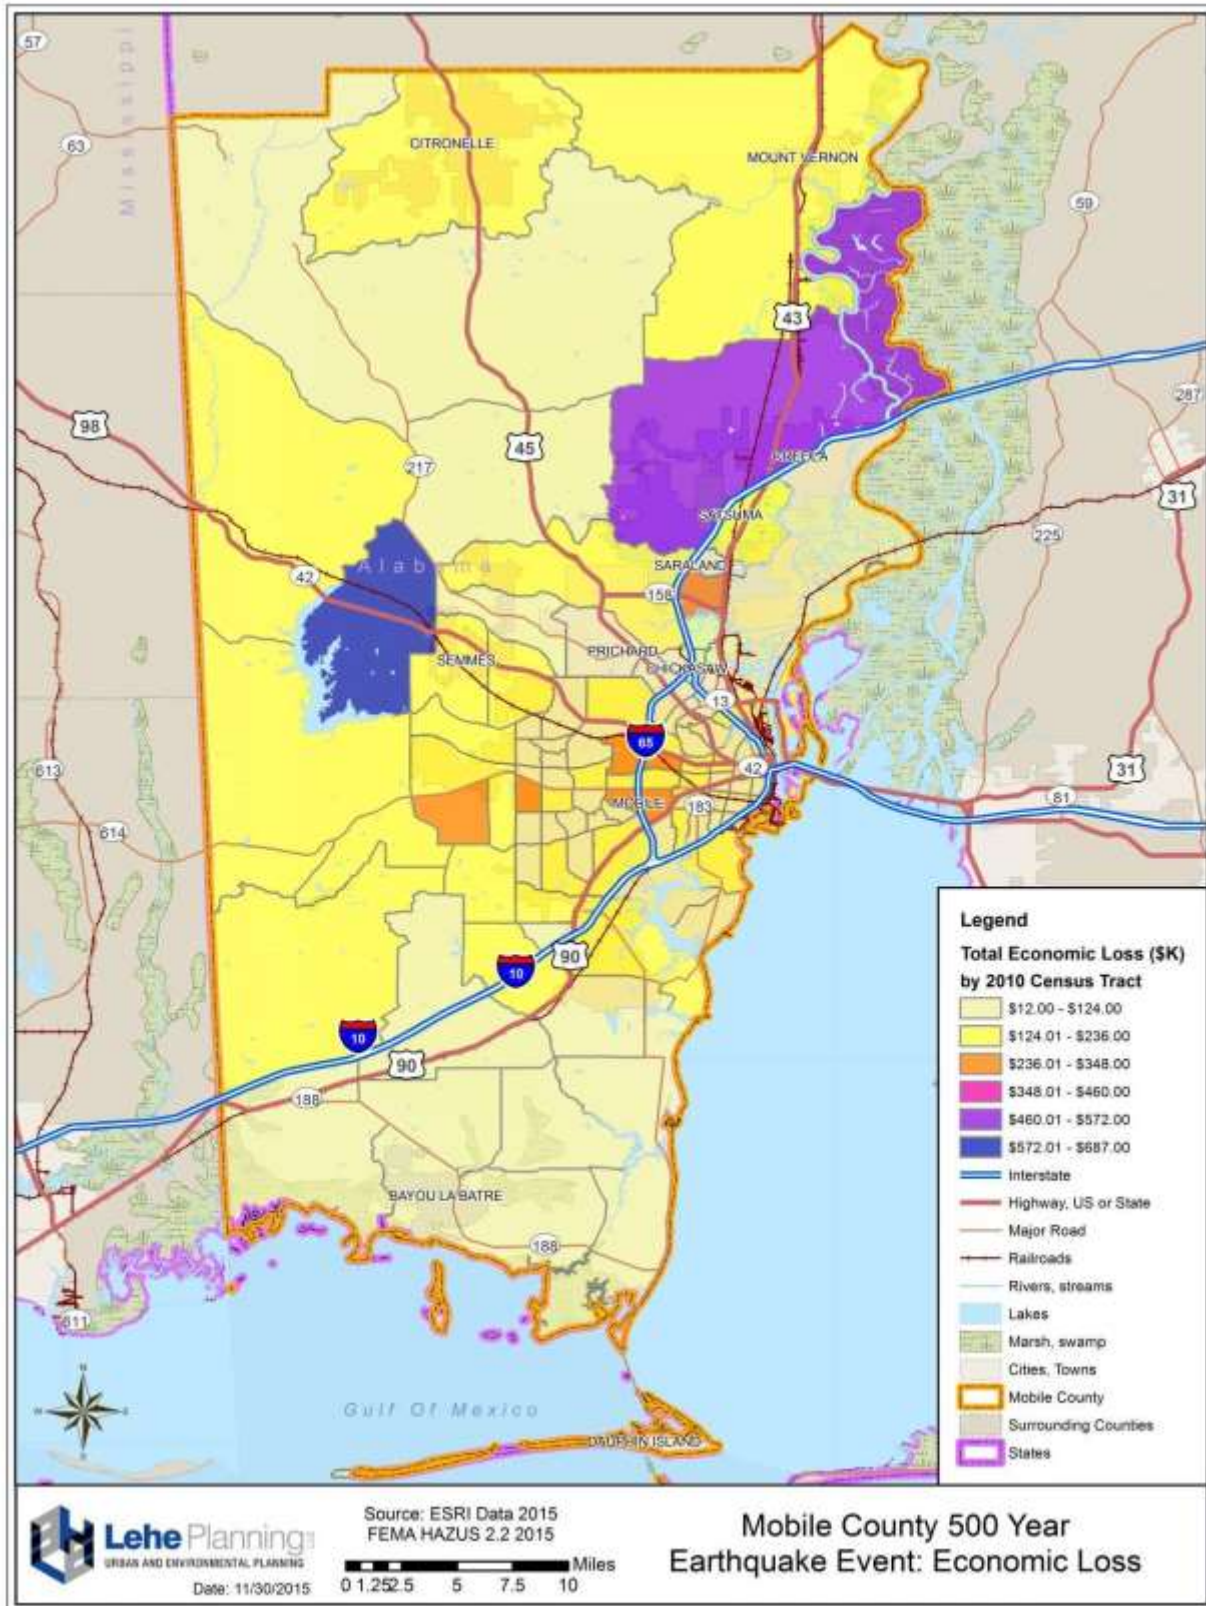 57
Mississippi
63
CITRONELLE
MOUNT VERNON
59
43
98
45
287
217
CREOLA
31
SATSUMA
225
Alabama
SARALAND
42
158
PRICHARD
SEMMES
CHICKASAW
13
65
613
42
31
MOBILE
183
81
614
90
10
10
90
188
BAYOU LA BATRE
188
611
N
W
E
S
Gulf Of Mexico
DAUPHIN ISLAND
Legend
Total Economic Loss ($K)
by 2010 Census Tract
$12.00 - $124.00
$124.01 - $236.00
$236.01 - $348.00
$348.01 - $460.00
$460.01 - $572.00
$572.01 - $687.00
Interstate
Highway, US or State
Major Road
Railroads
Rivers, streams
Lakes
Marsh, swamp
Cities, Towns
Mobile County
Surrounding Counties
States
Lehe Planning
URBAN AND ENVIRONMENTAL PLANNING
Date: 11/30/2015
Source: ESRI Data 2015
FEMA HAZUS 2.2 2015
Miles
0 1.252.5 5 7.5 10
Mobile County 500 Year
Earthquake Event: Economic Loss